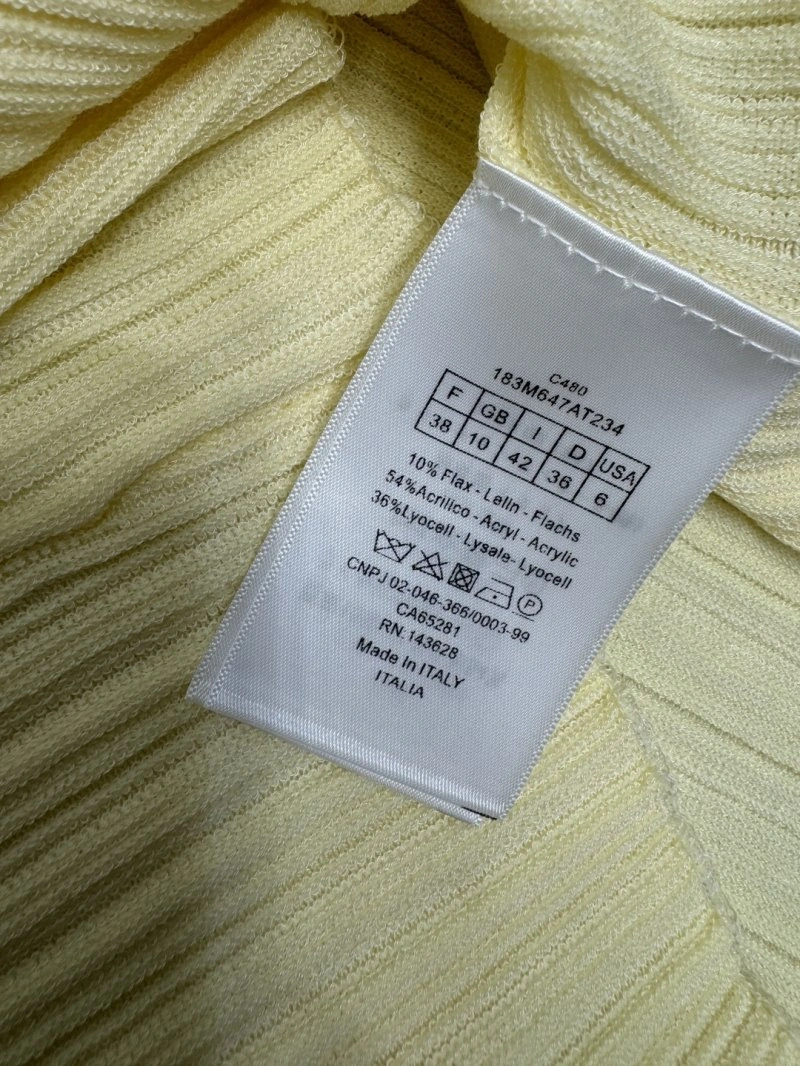 C480
183M647AT234
F GB I D USA
38 10 42 36 6
10% Flax - Lelin - Flachs
54%Acrilico - Acryl - Acrylic
36%Lyocell - Lysale- Lyocell
P
CNPJ 02-046-366/0003-99
CA65281
RN.143628
Made In ITALY
ITALIA